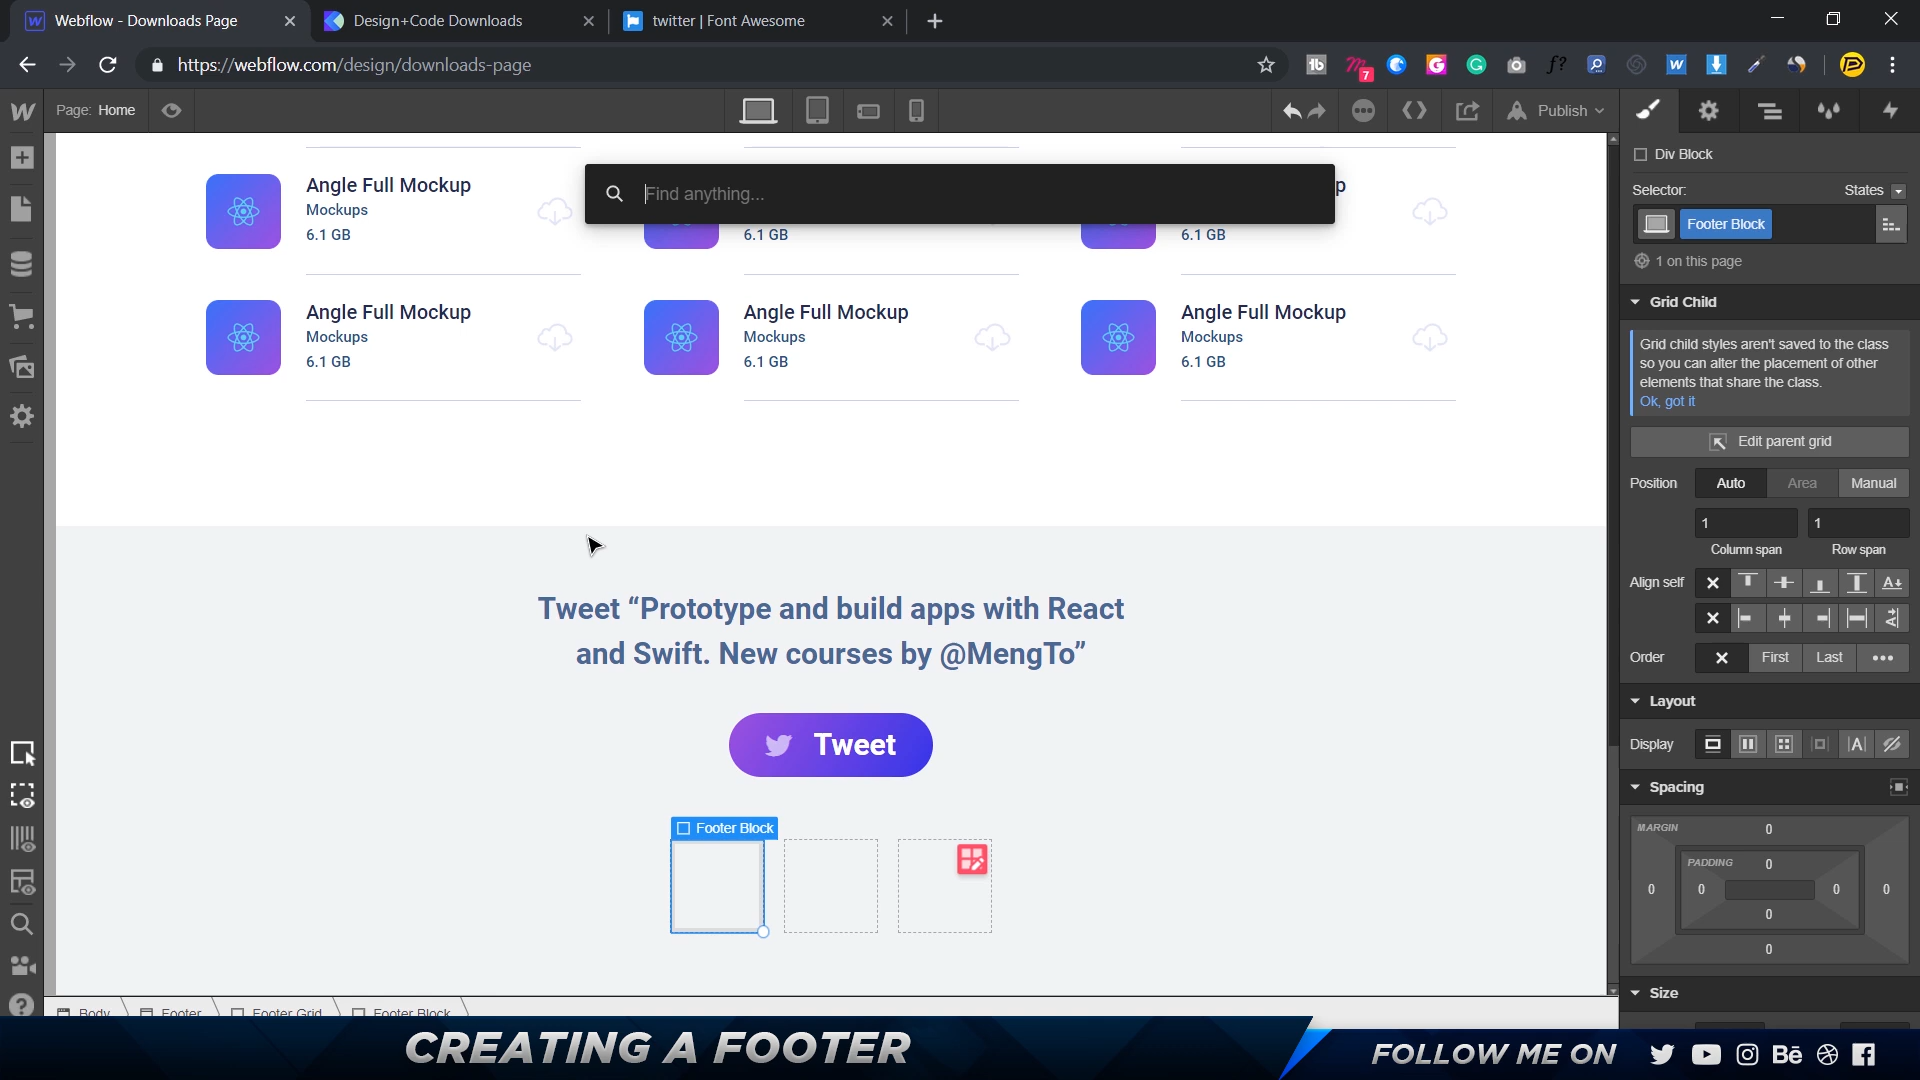 Webflow - Downloads Page
Design+Code Downloads
twitter | Font Awesome
https://webflow.com/design/downloads-page
7
Page: Home
Publish
Angle Full Mockup
Mockups
6.1 GB
Find anything...
6.1 GB
p
6.1 GB
Angle Full Mockup
Mockups
6.1 GB
Angle Full Mockup
Mockups
6.1 GB
Angle Full Mockup
Mockups
6.1 GB
Tweet “Prototype and build apps with React
and Swift. New courses by @MengTo”
Tweet
Footer Block
Body
Footer
Footer Grid
Footer Block
Div Block
Selector:
States
Footer Block
1 on this page
Grid Child
Grid child styles aren't saved to the class
so you can alter the placement of other
elements that share the class.
Ok, got it
Edit parent grid
Position
Auto
Area
Manual
1
1
Column span
Row span
Align self
Order
First
Last
Layout
Display
Spacing
MARGIN
0
PADDING
0
0
0
0
0
0
0
Size
CREATING A FOOTER
FOLLOW ME ON